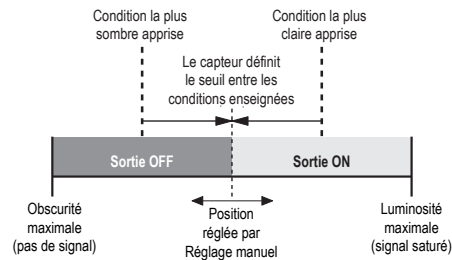 Condition la plus
sombre apprise
Condition la plus
claire apprise
Le capteur définit
le seuil entre les
conditions enseignées
Sortie OFF
Sortie ON
Obscurité
maximale
(pas de signal)
Position
réglée par
Réglage manuel
Luminosité
maximale
(signal saturé)